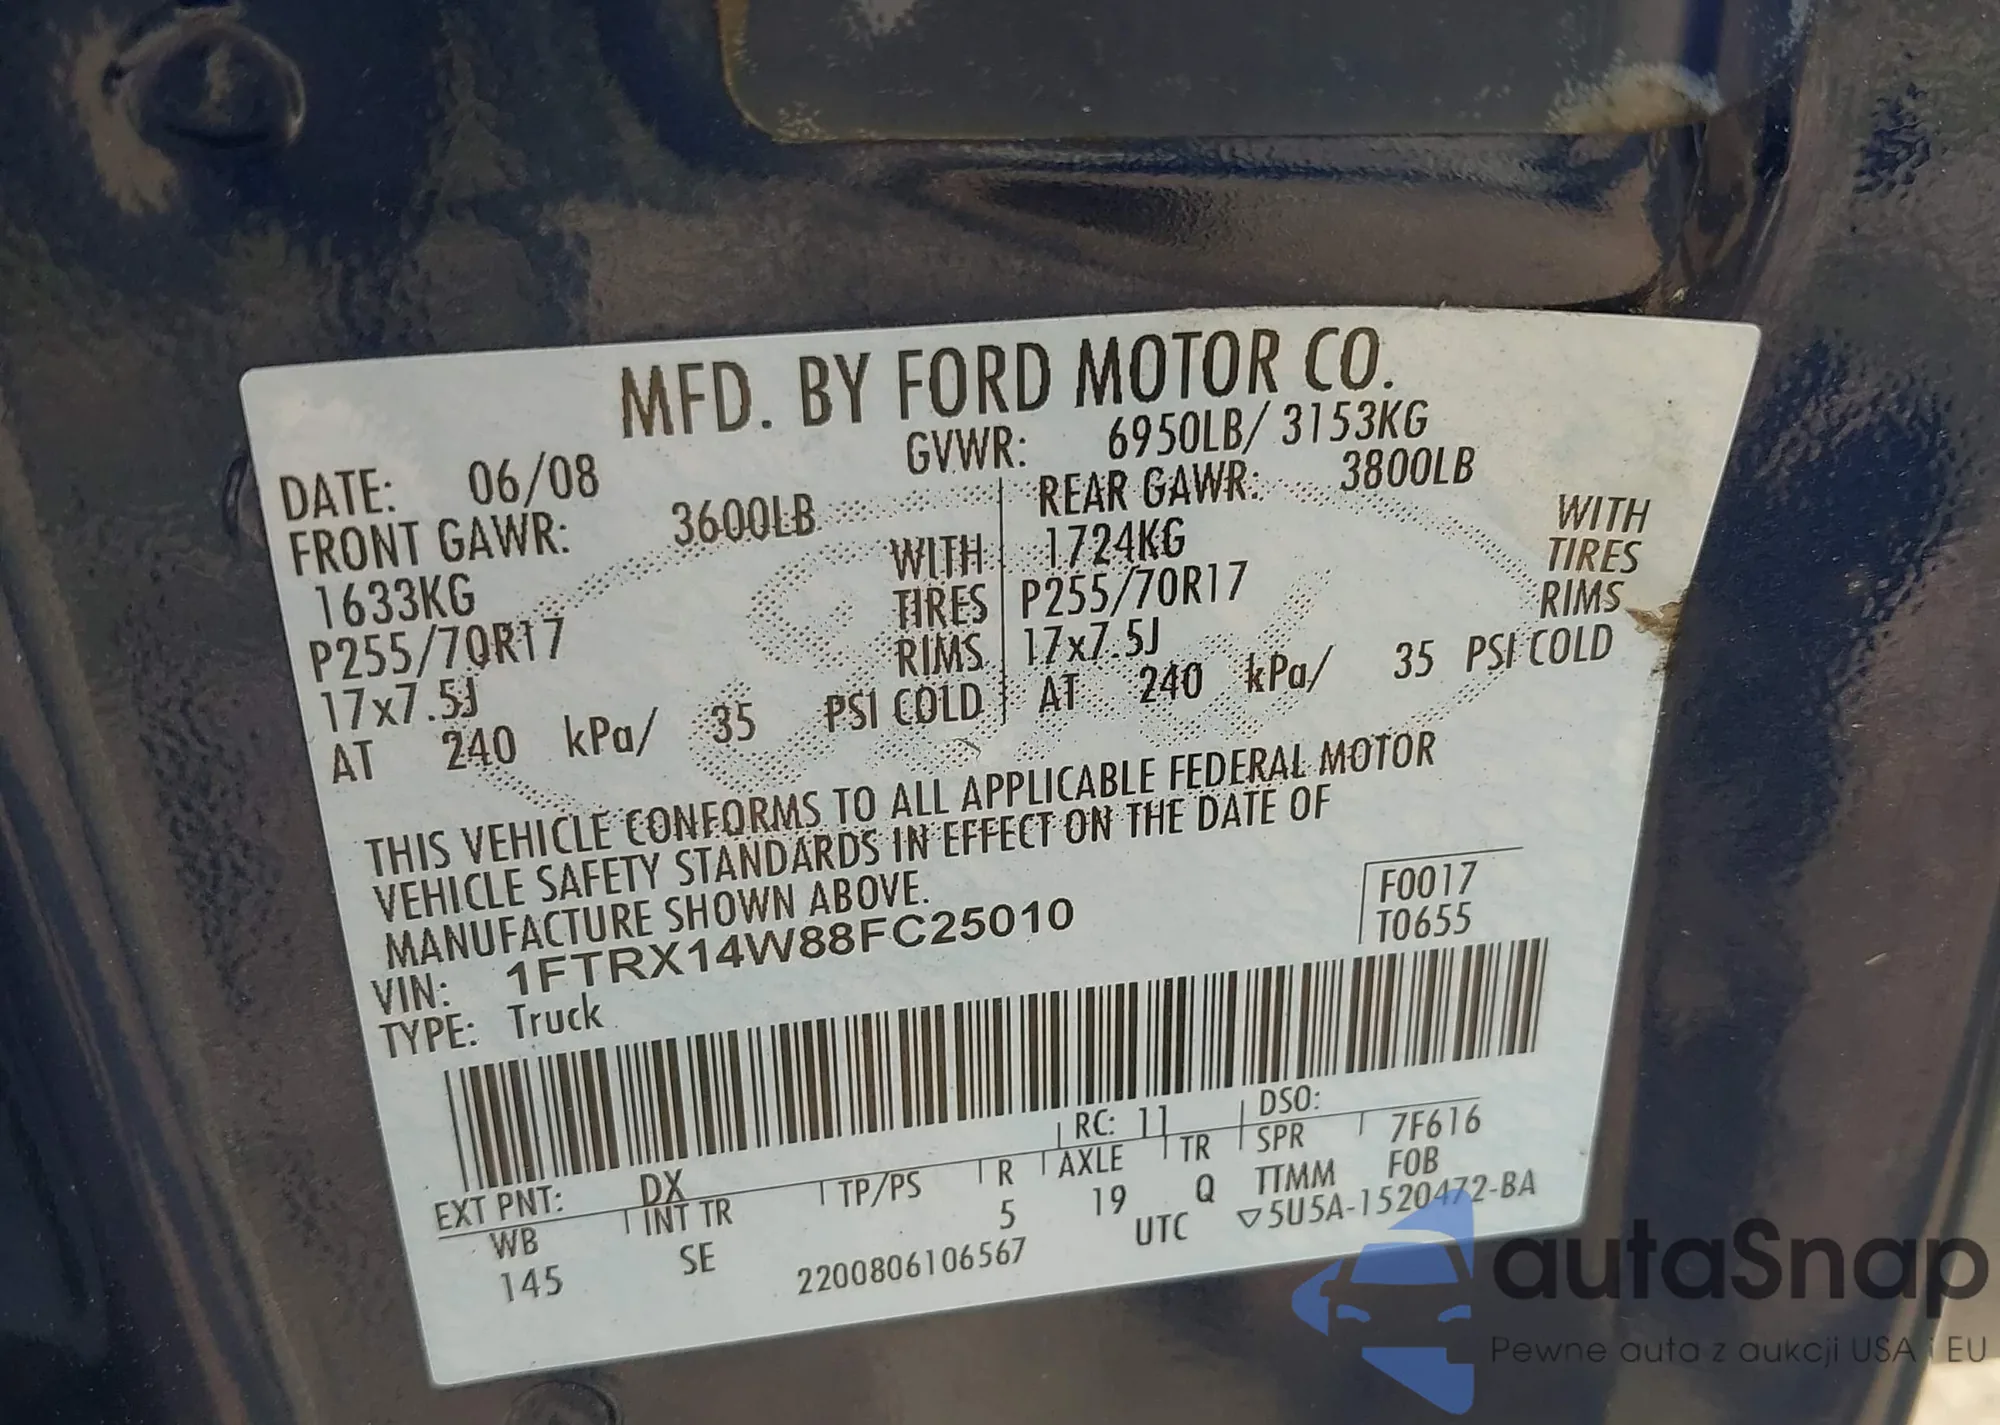 MFD. BY FORD MOTOR CO.
DATE: 06/08 GVWR: 6950LB/ 3153KG
FRONT GAWR: 3600LB REAR GAWR: 3800LB
1633KG WITH 1724KG WITH
P255/70R17 TIRES P255/70R17 TIRES
17x7.5J RIMS 17x7.5J RIMS
AT 240 kPa/ 35 PSI COLD AT 240 kPa/ 35 PSI COLD
THIS VEHICLE CONFORMS TO ALL APPLICABLE FEDERAL MOTOR
VEHICLE SAFETY STANDARDS IN EFFECT ON THE DATE OF
MANUFACTURE SHOWN ABOVE.
VIN: 1FTRX14W88FC25010
TYPE: Truck
F0017
T0655
EXT PNT: DX RC: 11 DSO:
WB INT TR TP/PS R AXLE TR SPR 7F616
145 SE 5 19 Q TTMM FOB
2200806106567 UTC ▽5U5A-1520472-BA
autoSnap
Pewne auta z aukcji USA i EU